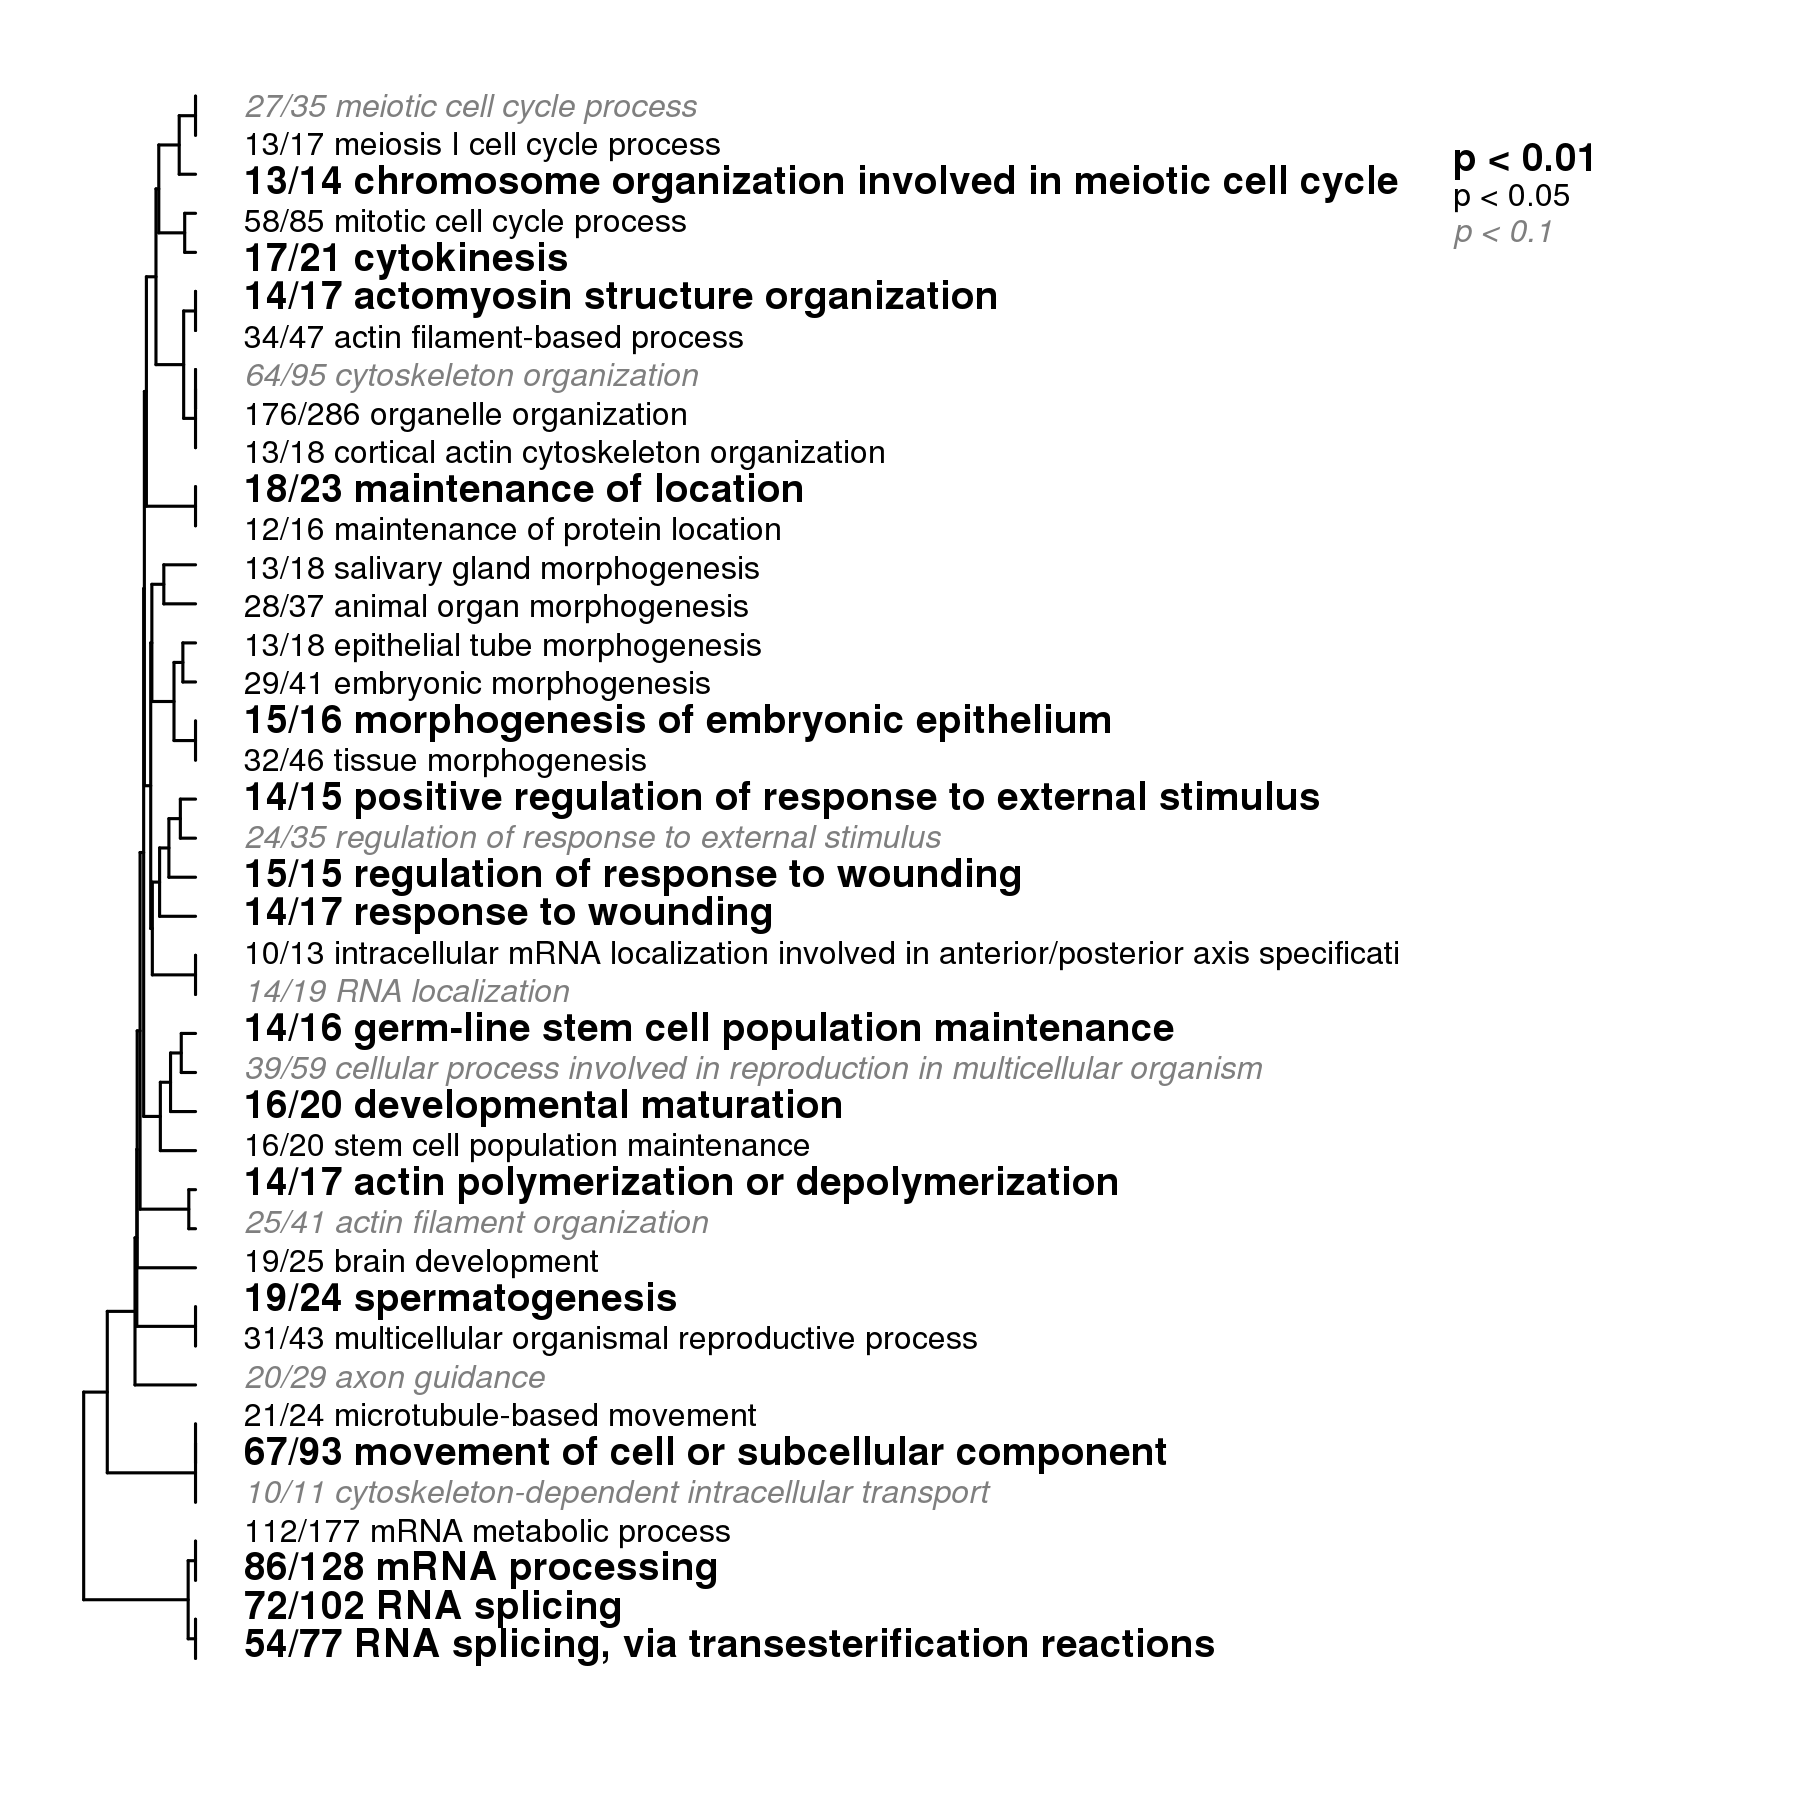 27/35 meiotic cell cycle process
13/17 meiosis I cell cycle process
13/14 chromosome organization involved in meiotic cell cycle
58/85 mitotic cell cycle process
17/21 cytokinesis
14/17 actomyosin structure organization
34/47 actin filament-based process
64/95 cytoskeleton organization
176/286 organelle organization
13/18 cortical actin cytoskeleton organization
18/23 maintenance of location
12/16 maintenance of protein location
13/18 salivary gland morphogenesis
28/37 animal organ morphogenesis
13/18 epithelial tube morphogenesis
29/41 embryonic morphogenesis
15/16 morphogenesis of embryonic epithelium
32/46 tissue morphogenesis
14/15 positive regulation of response to external stimulus
24/35 regulation of response to external stimulus
15/15 regulation of response to wounding
14/17 response to wounding
10/13 intracellular mRNA localization involved in anterior/posterior axis specificati
14/19 RNA localization
14/16 germ-line stem cell population maintenance
39/59 cellular process involved in reproduction in multicellular organism
16/20 developmental maturation
16/20 stem cell population maintenance
14/17 actin polymerization or depolymerization
25/41 actin filament organization
19/25 brain development
19/24 spermatogenesis
31/43 multicellular organismal reproductive process
20/29 axon guidance
21/24 microtubule-based movement
67/93 movement of cell or subcellular component
10/11 cytoskeleton-dependent intracellular transport
112/177 mRNA metabolic process
86/128 mRNA processing
72/102 RNA splicing
54/77 RNA splicing, via transesterification reactions
p < 0.01
p < 0.05
p < 0.1